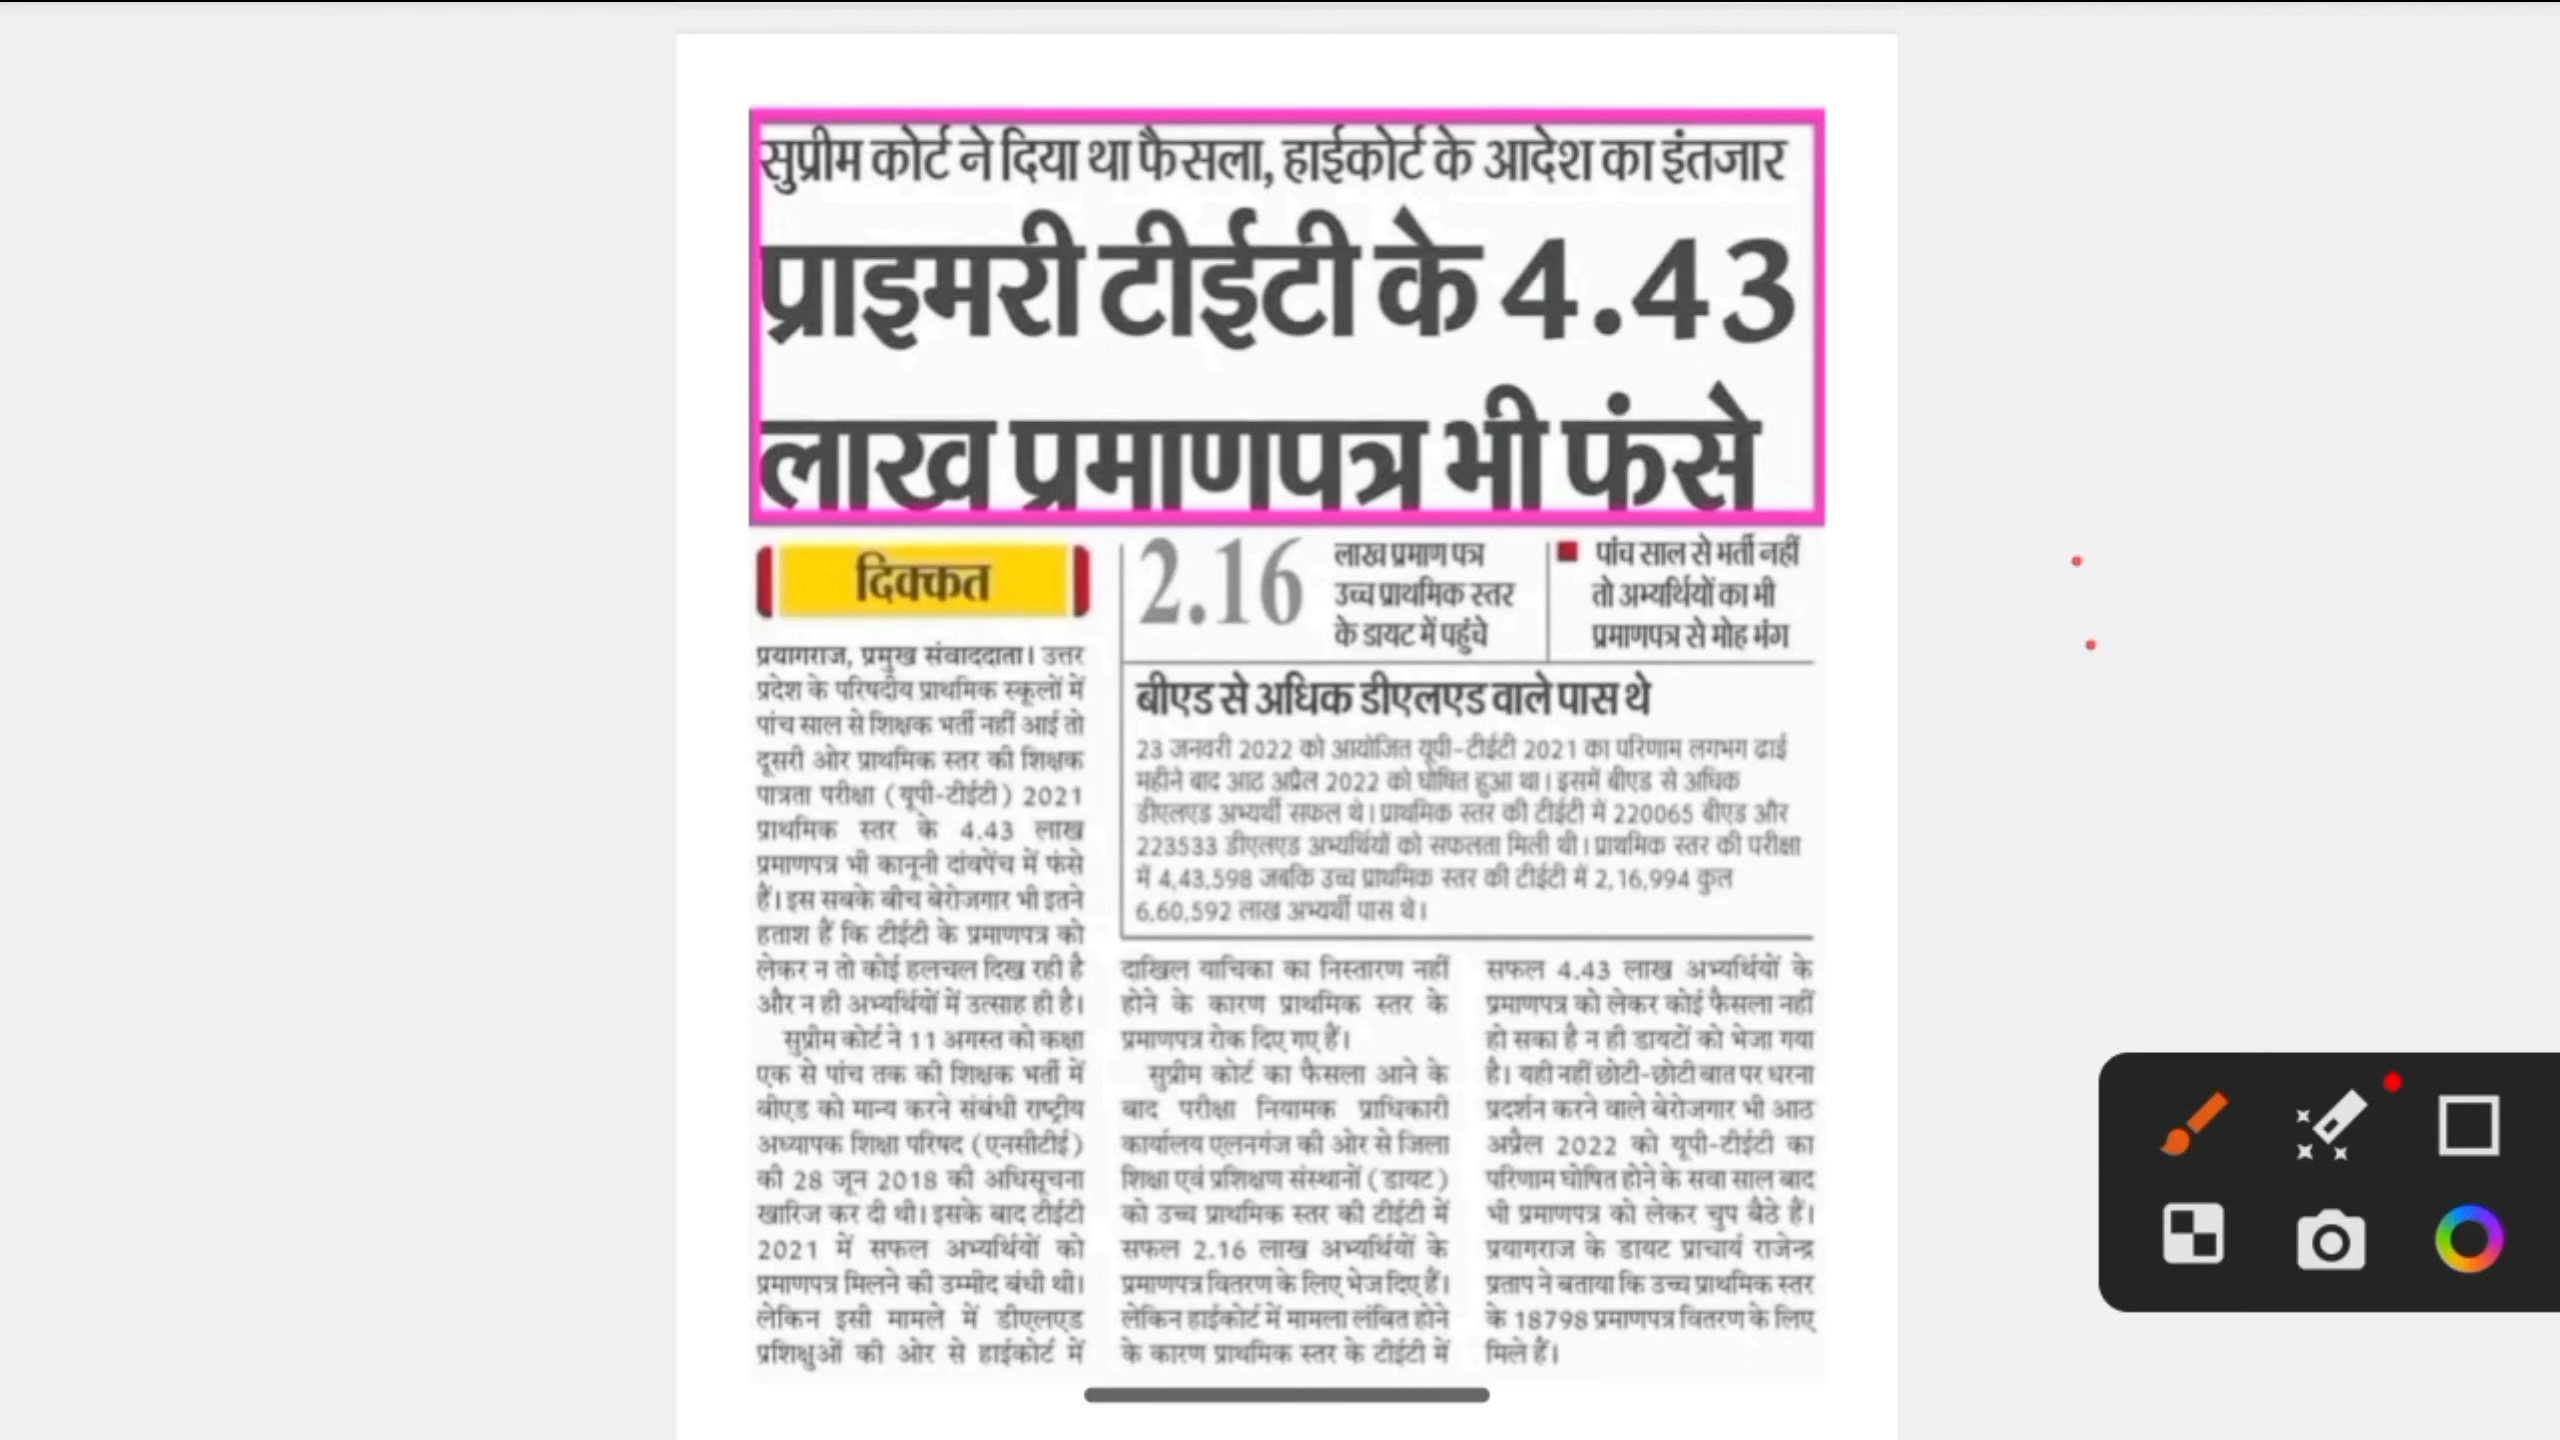 सुप्रीम कोर्ट ने दिया था फैसला, हाईकोर्ट के आदेश का इंतजार
प्राइमरी टीईटी के 4.43
लाख प्रमाणपत्र भी फंसे
दिक्कत
प्रयागराज, प्रमुख संवाददाता। उत्तर
प्रदेश के परिषदीय प्राथमिक स्कूलों में
पांच साल से शिक्षक भर्ती नहीं आई तो
दूसरी ओर प्राथमिक स्तर की शिक्षक
पात्रता परीक्षा (यूपी-टीईटी) 2021
प्राथमिक स्तर के 4.43 लाख
प्रमाणपत्र भी कानूनी दांवपेंच में फंसे
हैं। इस सबके बीच बेरोजगार भी इतने
हताश हैं कि टीईटी के प्रमाणपत्र को
लेकर न तो कोई हलचल दिख रही है
और न ही अभ्यर्थियों में उत्साह ही है।
सुप्रीम कोर्ट ने 11 अगस्त को कक्षा
एक से पांच तक की शिक्षक भर्ती में
बीएड को मान्य करने संबंधी राष्ट्रीय
अध्यापक शिक्षा परिषद (एनसीटीई)
की 28 जून 2018 की अधिसूचना
खारिज कर दी थी। इसके बाद टीईटी
2021 में सफल अभ्यर्थियों को
प्रमाणपत्र मिलने की उम्मीद बंधी थी।
लेकिन इसी मामले में डीएलएड
प्रशिक्षुओं की ओर से हाईकोर्ट में
2.16
लाख प्रमाण पत्र
उच्च प्राथमिक स्तर
के डायट में पहुंचे
पांच साल से भर्ती नहीं
तो अभ्यर्थियों का भी
प्रमाणपत्र से मोह भंग
बीएड से अधिक डीएलएड वाले पास थे
23 जनवरी 2022 को आयोजित यूपी-टीईटी 2021 का परिणाम लगभग ढाई
महीने बाद आठ अप्रैल 2022 को घोषित हुआ था। इसमें बीएड से अधिक
डीएलएड अभ्यर्थी सफल थे। प्राथमिक स्तर की टीईटी में 220065 बीएड और
223533 डीएलएड अभ्यर्थियों को सफलता मिली थी। प्राथमिक स्तर की परीक्षा
में 4,43,598 जबकि उच्च प्राथमिक स्तर की टीईटी में 2,16,994 कुल
6,60,592 लाख अभ्यर्थी पास थे।
दाखिल याचिका का निस्तारण नहीं
होने के कारण प्राथमिक स्तर के
प्रमाणपत्र रोक दिए गए हैं।
सुप्रीम कोर्ट का फैसला आने के
बाद परीक्षा नियामक प्राधिकारी
कार्यालय एलनगंज की ओर से जिला
शिक्षा एवं प्रशिक्षण संस्थानों (डायट)
को उच्च प्राथमिक स्तर की टीईटी में
सफल 2.16 लाख अभ्यर्थियों के
प्रमाणपत्र वितरण के लिए भेज दिए हैं।
लेकिन हाईकोर्ट में मामला लंबित होने
के कारण प्राथमिक स्तर के टीईटी में
सफल 4.43 लाख अभ्यर्थियों के
प्रमाणपत्र को लेकर कोई फैसला नहीं
हो सका है न ही डायटों को भेजा गया
है। यही नहीं छोटी-छोटी बात पर धरना
प्रदर्शन करने वाले बेरोजगार भी आठ
अप्रैल 2022 को यूपी-टीईटी का
परिणाम घोषित होने के सवा साल बाद
भी प्रमाणपत्र को लेकर चुप बैठे हैं।
प्रयागराज के डायट प्राचार्य राजेन्द्र
प्रताप ने बताया कि उच्च प्राथमिक स्तर
के 18798 प्रमाणपत्र वितरण के लिए
मिले हैं।